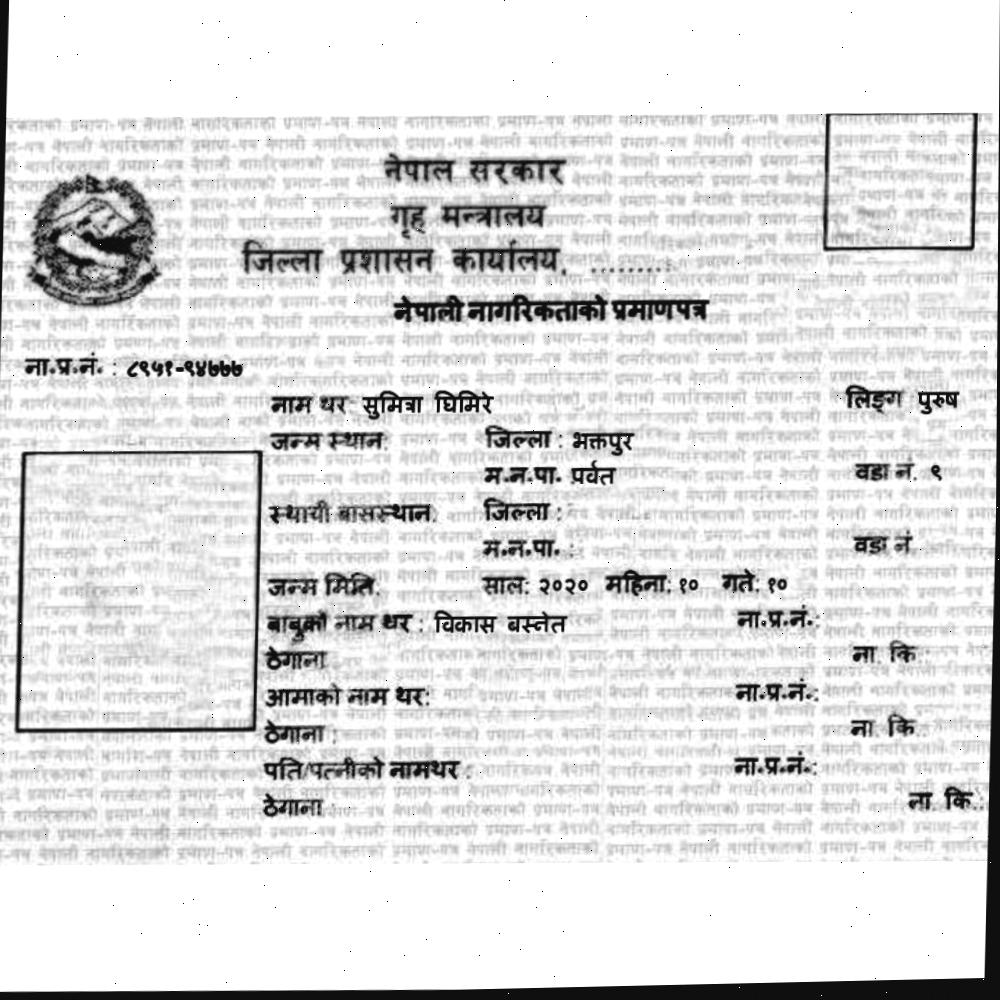 नेपाल सरकार
गृह मन्त्रालय
जिल्ला प्रशासन कार्यालय, .........
नेपाली नागरिकताको प्रमाणपत्र
ना.प्र.नं. : ८९५१-९४७७७
नाम थर: सुमित्रा घिमिरे लिङ्ग पुरुष
जन्म स्थान: जिल्ला : भक्तपुर
म.न.पा. प्रर्वत वडा नं. ९
स्थायी बासस्थान: जिल्ला :
म.न.पा. : वडा नं.
जन्म मिति: साल: २०२० महिना: १० गते: १०
बाबुको नाम थर : विकास बस्नेत ना.प्र.नं.:
ठेगाना ना. कि :
आमाको नाम थर: ना.प्र.नं.:
ठेगाना : ना. कि :
पति/पत्नीको नामथर : ना.प्र.नं.:
ठेगाना : ना. कि.: